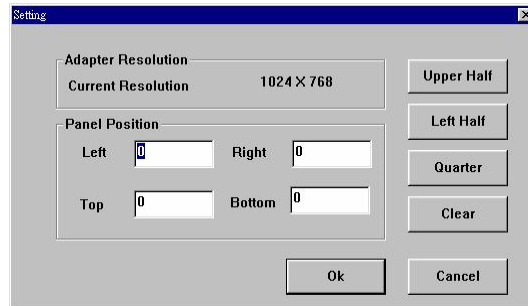 Setting
Adapter Resolution
Current Resolution 1024 X 768
Panel Position
Left 0 Right 0
Top 0 Bottom 0
Upper Half
Left Half
Quarter
Clear
Ok Cancel